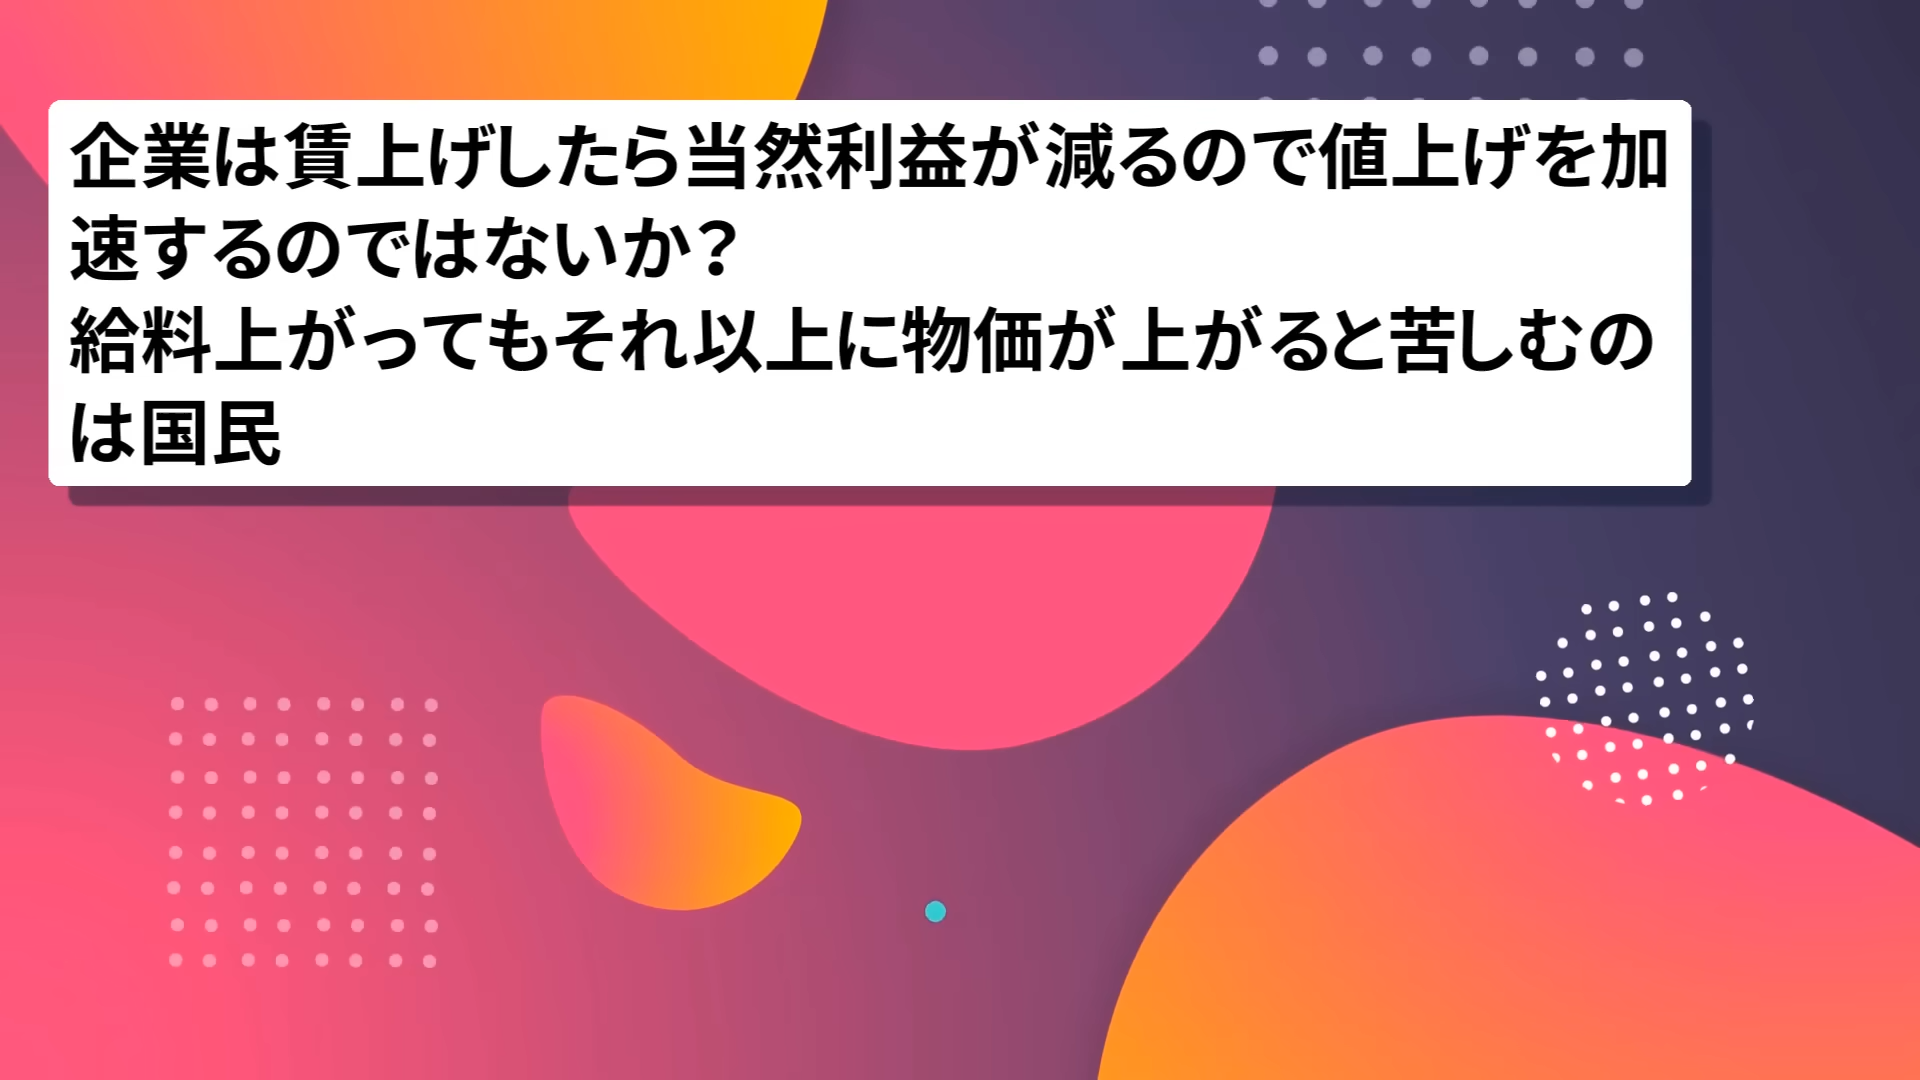 企業は賃上げしたら当然利益が減るので値上げを加
速するのではないか？
給料上がってもそれ以上に物価が上がると苦しむの
は国民